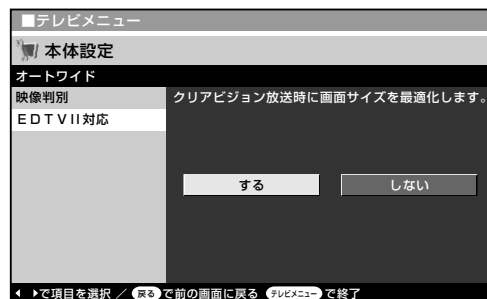 ■テレビメニュー
本体設定
オートワイド
映像判別
クリアビジョン放送時に画面サイズを最適化します。
EDTVII対応
する
しない
で項目を選択 ／ 戻る で前の画面に戻る テレビメニュー で終了